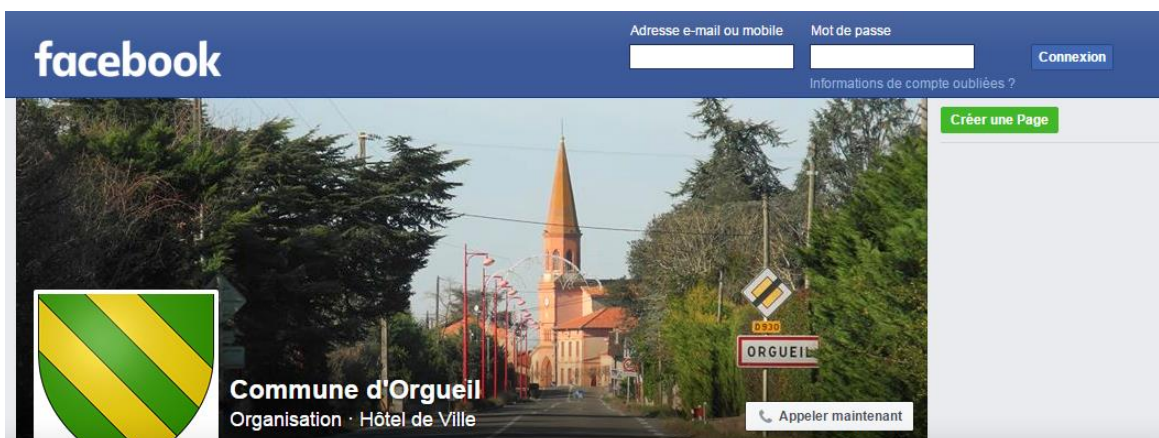 facebook
Adresse e-mail ou mobile
Mot de passe
Connexion
Informations de compte oubliées ?
Créer une Page
D930
ORGUEIL
Commune d'Orgueil
Organisation · Hôtel de Ville
Appeler maintenant